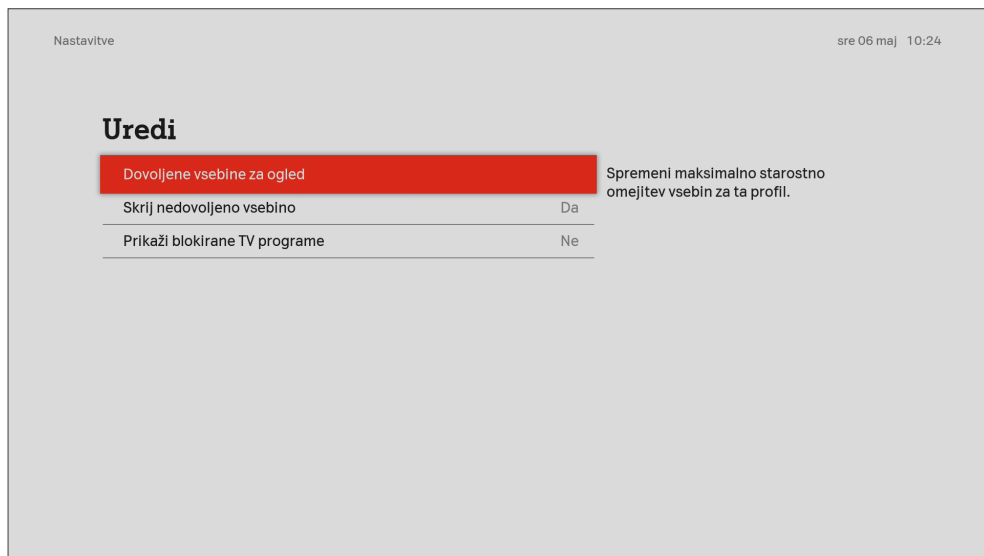 Nastavitve
sre 06 maj 10:24
Uredi
Dovoljene vsebine za ogled
Spremeni maksimalno starostno
omejitev vsebin za ta profil.
Skrij nedovoljeno vsebino Da
Prikaži blokirane TV programe Ne